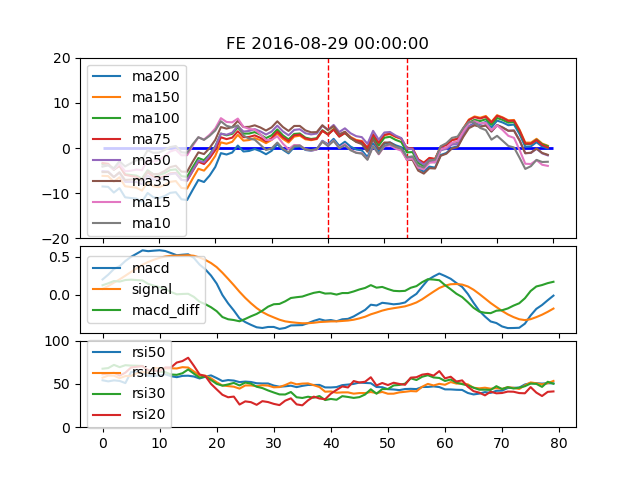 FE 2016-08-29 00:00:00
20
10
0
−10
−20
ma200
ma150
ma100
ma75
ma50
ma35
ma15
ma10
0.5
0.0
macd
signal
macd_diff
100
50
0
rsi50
rsi40
rsi30
rsi20
0 10 20 30 40 50 60 70 80